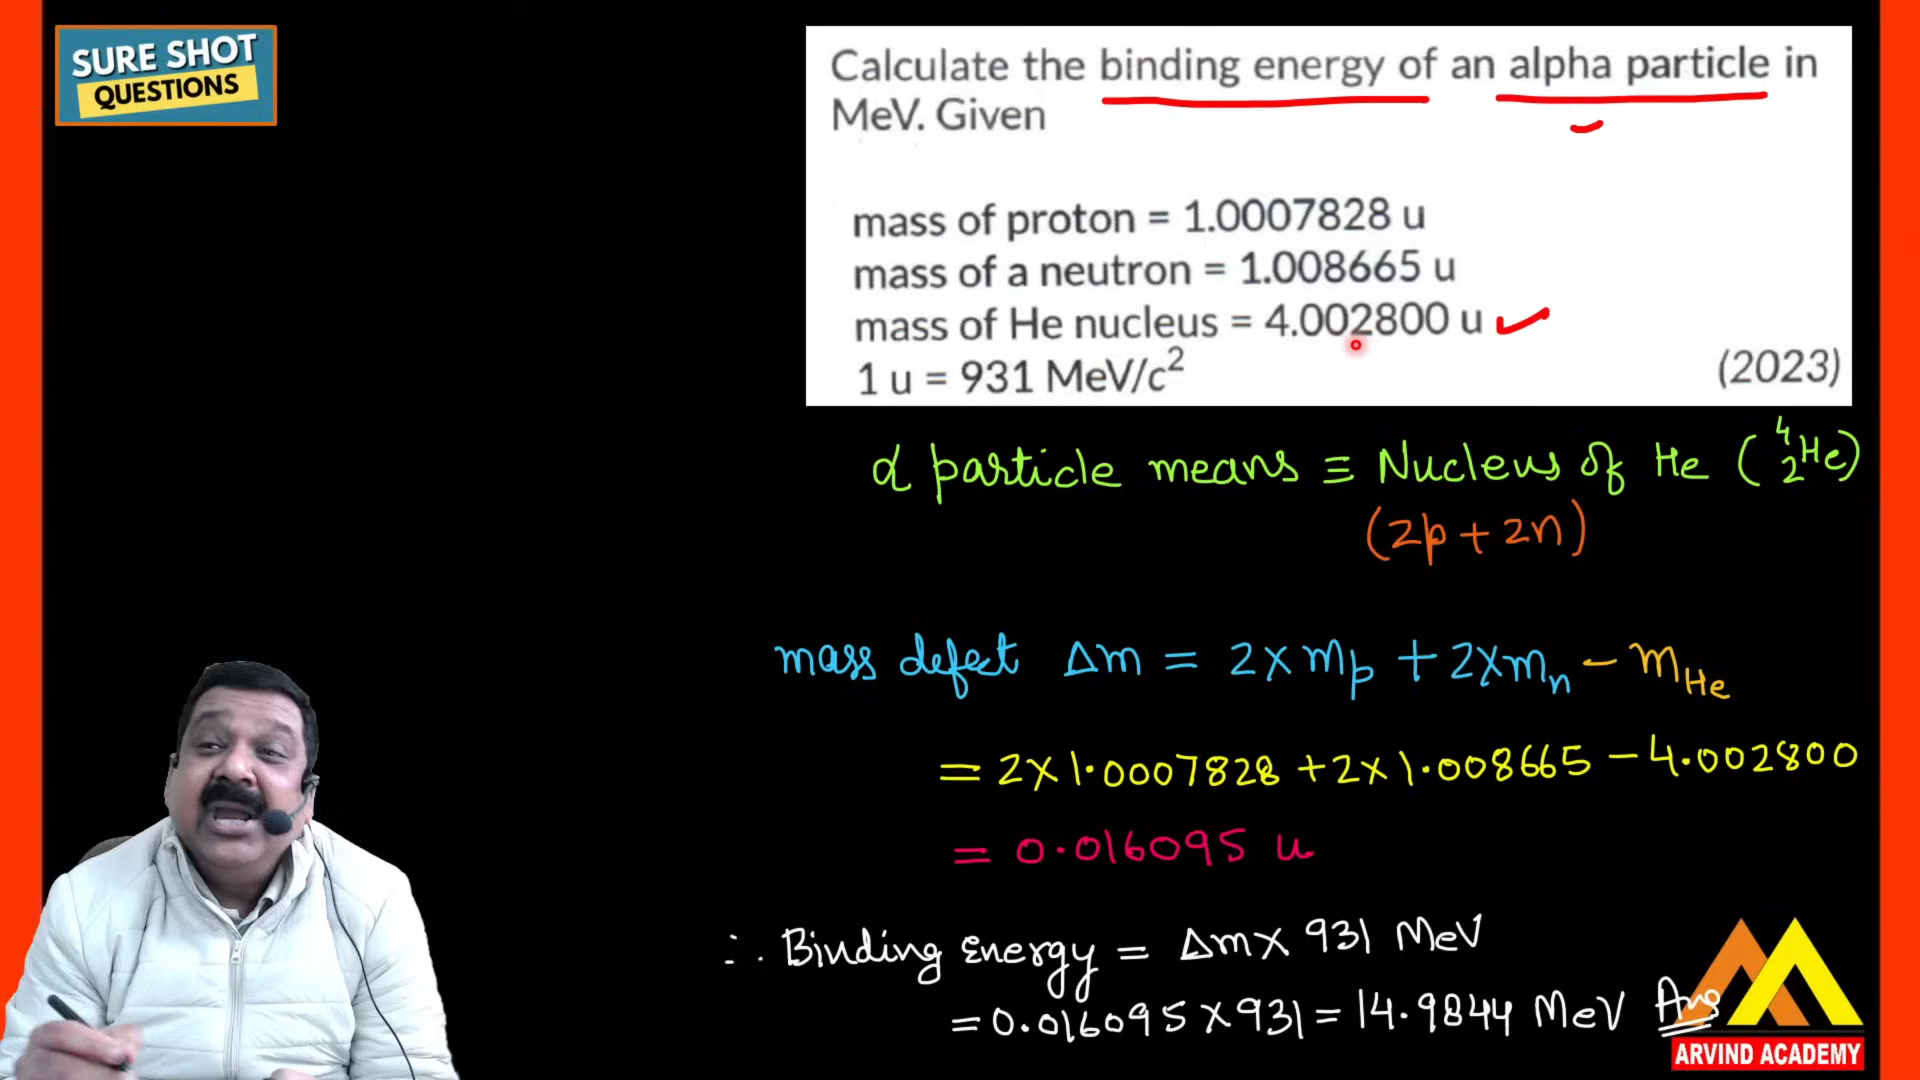 SURE SHOT
QUESTIONS
Calculate the binding energy of an alpha particle in
MeV. Given
mass of proton = 1.0007828 u
mass of a neutron = 1.008665 u
mass of He nucleus = 4.002800 u
1 u = 931 MeV/c²
(2023)
α particle means ≡ Nucleus of He (⁴₂He)
(2p + 2n)
mass defect Δm = 2 x mp + 2 x mn - mHe
= 2 x 1.0007828 + 2 x 1.008665 - 4.002800
= 0.016095 u
∴ Binding Energy = Δm x 931 MeV
= 0.016095 x 931 = 14.9844 MeV Ans
ARVIND ACADEMY